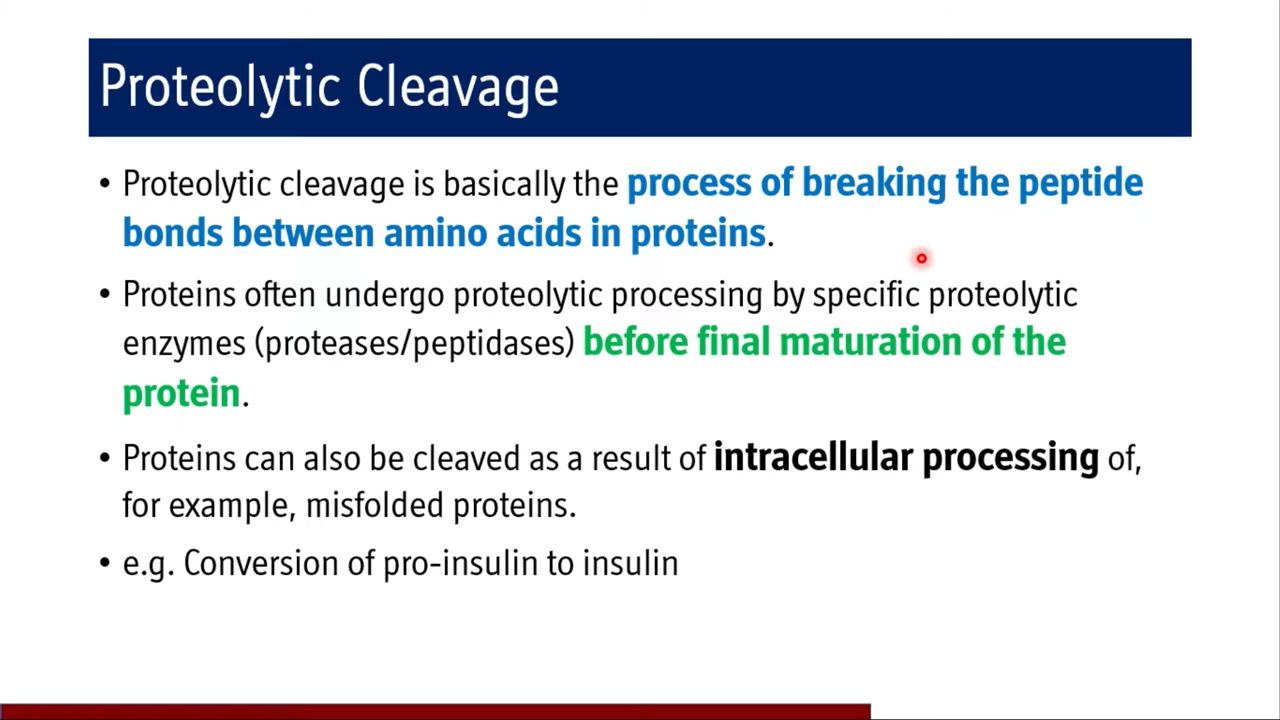 Proteolytic Cleavage
• Proteolytic cleavage is basically the process of breaking the peptide
bonds between amino acids in proteins.
• Proteins often undergo proteolytic processing by specific proteolytic
enzymes (proteases/peptidases) before final maturation of the
protein.
• Proteins can also be cleaved as a result of intracellular processing of,
for example, misfolded proteins.
• e.g. Conversion of pro-insulin to insulin